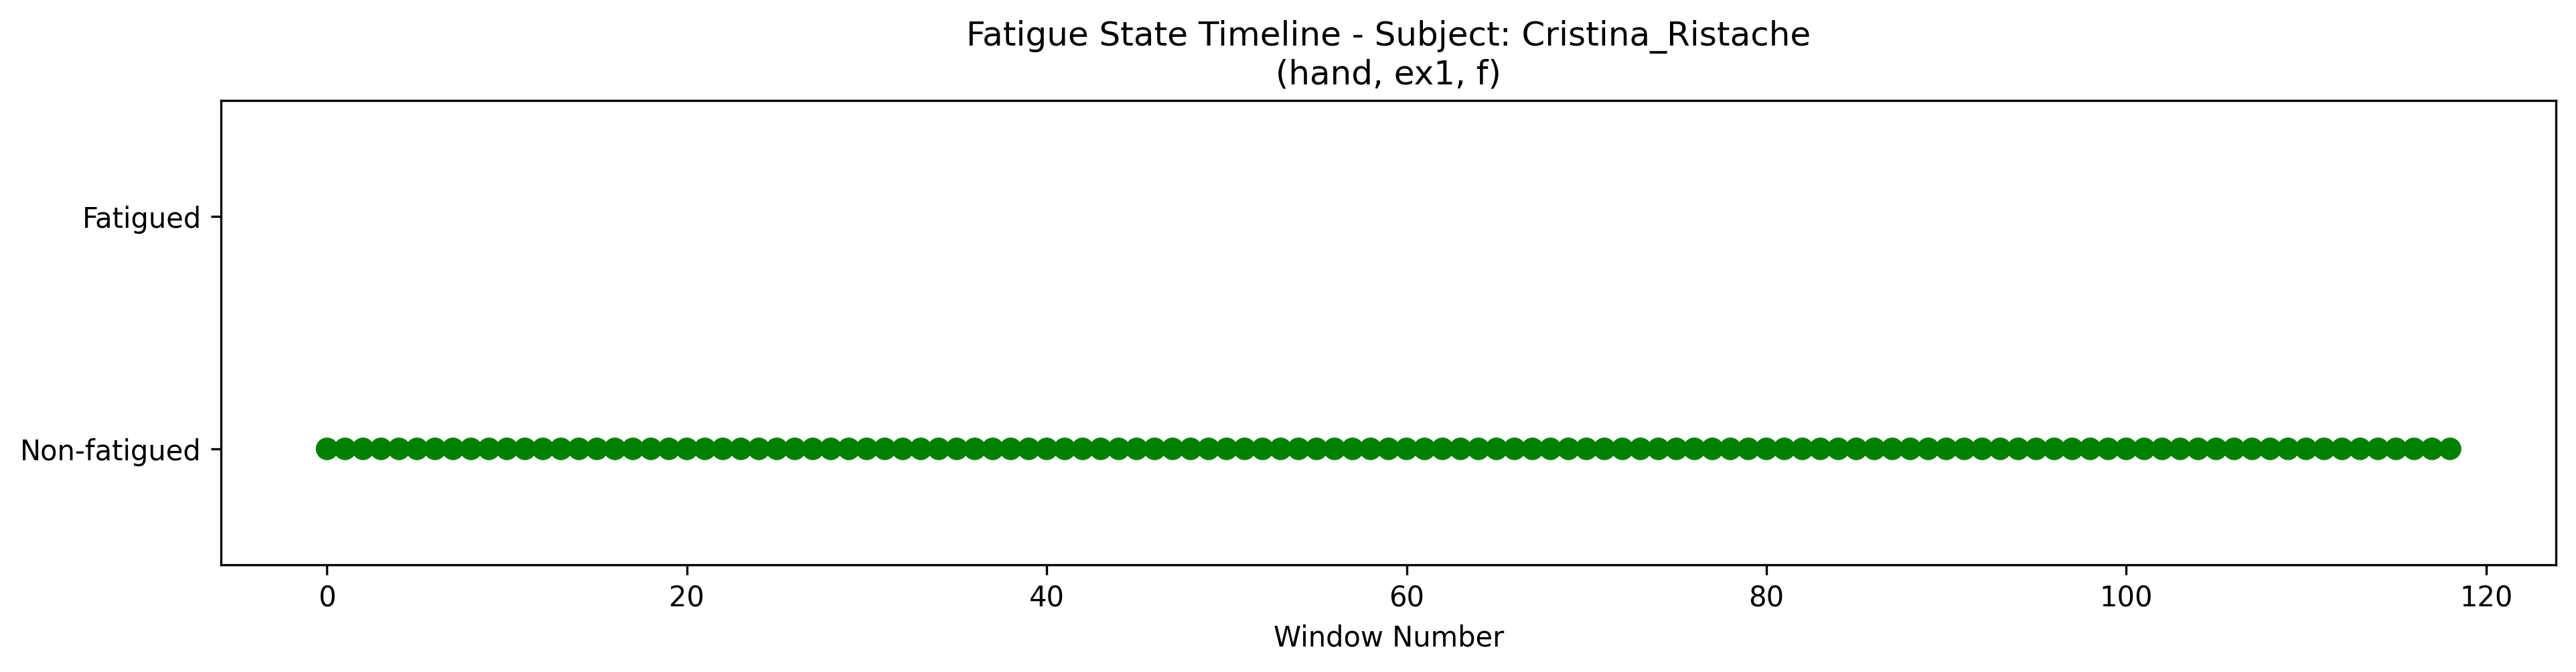 Fatigue State Timeline - Subject: Cristina_Ristache
(hand, ex1, f)
Fatigued
Non-fatigued
0 20 40 60 80 100 120
Window Number